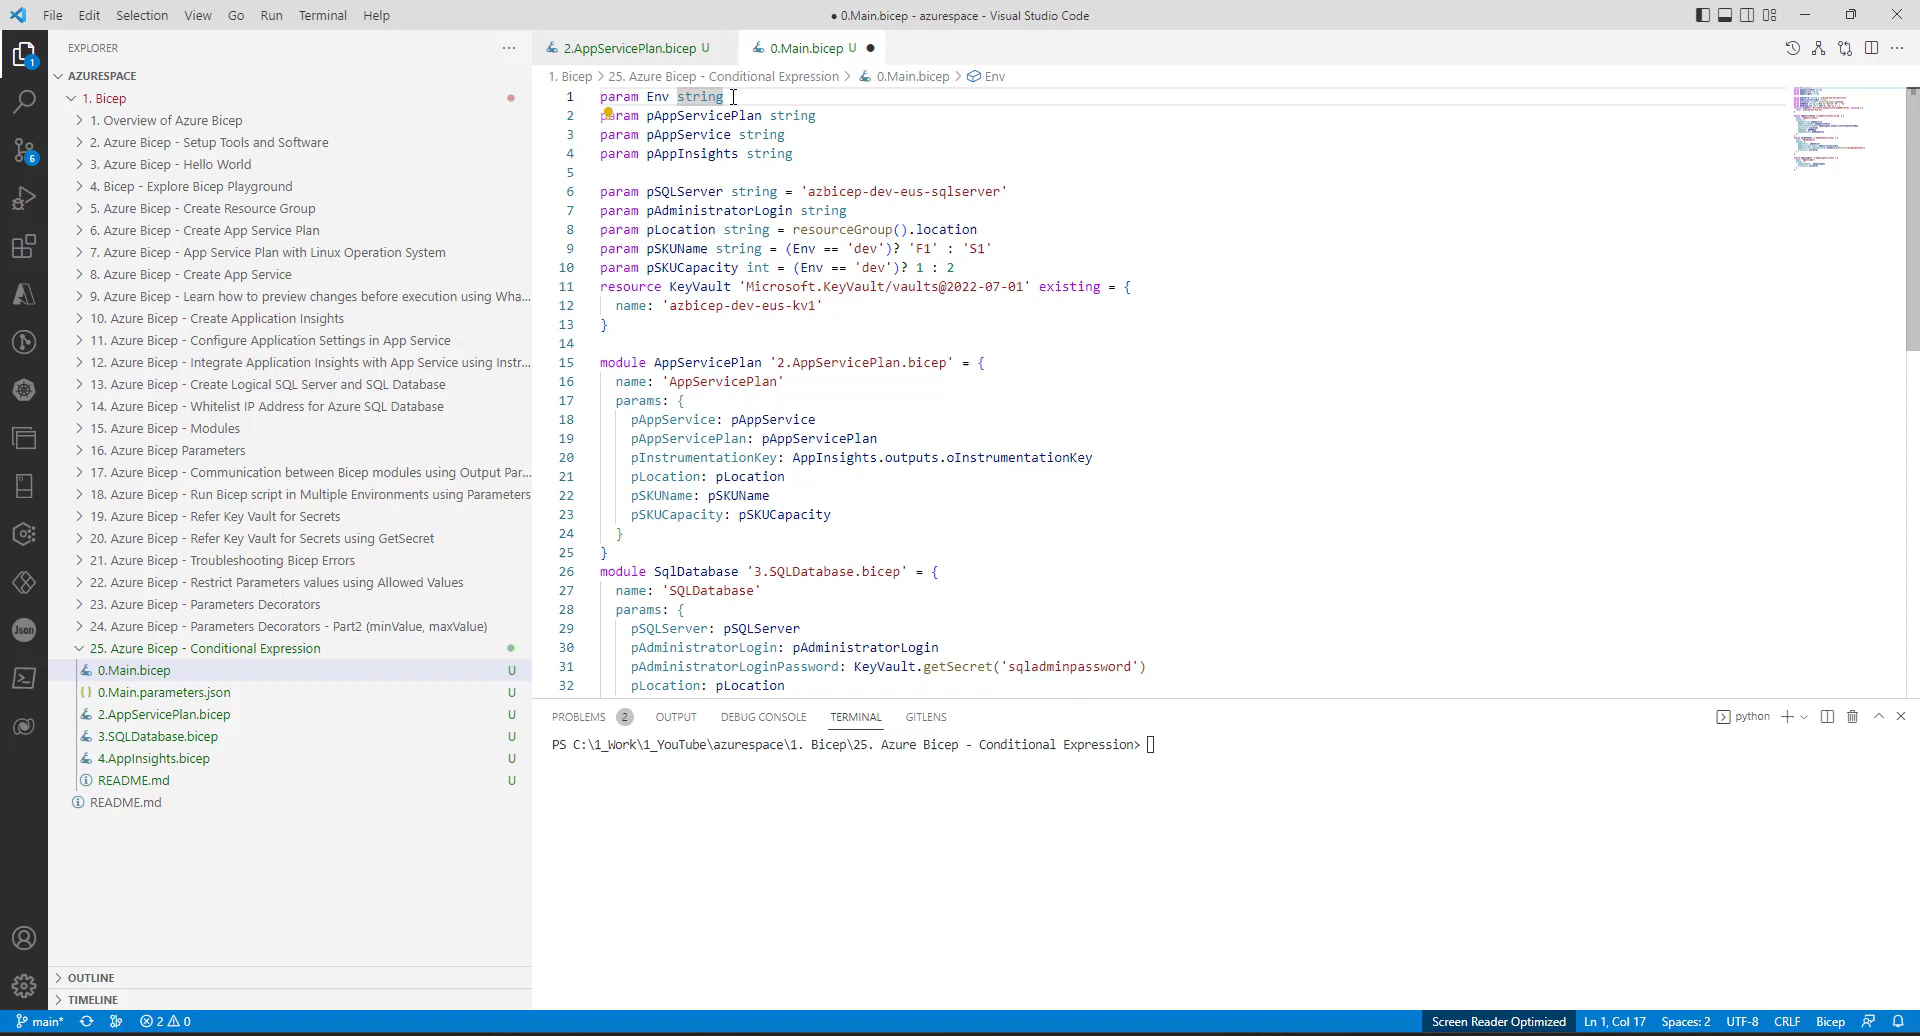 File Edit Selection View Go Run Terminal Help
● 0.Main.bicep - azurespace - Visual Studio Code
EXPLORER
AZURESPACE
1. Bicep
1. Overview of Azure Bicep
2. Azure Bicep - Setup Tools and Software
3. Azure Bicep - Hello World
4. Bicep - Explore Bicep Playground
5. Azure Bicep - Create Resource Group
6. Azure Bicep - Create App Service Plan
7. Azure Bicep - App Service Plan with Linux Operation System
8. Azure Bicep - Create App Service
9. Azure Bicep - Learn how to preview changes before execution using Wha...
10. Azure Bicep - Create Application Insights
11. Azure Bicep - Configure Application Settings in App Service
12. Azure Bicep - Integrate Application Insights with App Service using Instr...
13. Azure Bicep - Create Logical SQL Server and SQL Database
14. Azure Bicep - Whitelist IP Address for Azure SQL Database
15. Azure Bicep - Modules
16. Azure Bicep Parameters
17. Azure Bicep - Communication between Bicep modules using Output Par...
18. Azure Bicep - Run Bicep script in Multiple Environments using Parameters
19. Azure Bicep - Refer Key Vault for Secrets
20. Azure Bicep - Refer Key Vault for Secrets using GetSecret
21. Azure Bicep - Troubleshooting Bicep Errors
22. Azure Bicep - Restrict Parameters values using Allowed Values
23. Azure Bicep - Parameters Decorators
24. Azure Bicep - Parameters Decorators - Part2 (minValue, maxValue)
25. Azure Bicep - Conditional Expression
0.Main.bicep U
0.Main.parameters.json U
2.AppServicePlan.bicep U
3.SQLDatabase.bicep U
4.AppInsights.bicep U
README.md U
README.md
OUTLINE
TIMELINE
1
6
Json
2.AppServicePlan.bicep U
0.Main.bicep U ●
1. Bicep > 25. Azure Bicep - Conditional Expression > 0.Main.bicep > Env
1 param Env string
2 param pAppServicePlan string
3 param pAppService string
4 param pAppInsights string
5
6 param pSQLServer string = 'azbicep-dev-eus-sqlserver'
7 param pAdministratorLogin string
8 param pLocation string = resourceGroup().location
9 param pSKUName string = (Env == 'dev')? 'F1' : 'S1'
10 param pSKUCapacity int = (Env == 'dev')? 1 : 2
11 resource KeyVault 'Microsoft.KeyVault/vaults@2022-07-01' existing = {
12 name: 'azbicep-dev-eus-kv1'
13 }
14
15 module AppServicePlan '2.AppServicePlan.bicep' = {
16 name: 'AppServicePlan'
17 params: {
18 pAppService: pAppService
19 pAppServicePlan: pAppServicePlan
20 pInstrumentationKey: AppInsights.outputs.oInstrumentationKey
21 pLocation: pLocation
22 pSKUName: pSKUName
23 pSKUCapacity: pSKUCapacity
24 }
25 }
26 module SqlDatabase '3.SQLDatabase.bicep' = {
27 name: 'SQLDatabase'
28 params: {
29 pSQLServer: pSQLServer
30 pAdministratorLogin: pAdministratorLogin
31 pAdministratorLoginPassword: KeyVault.getSecret('sqladminpassword')
32 pLocation: pLocation
PROBLEMS 2 OUTPUT DEBUG CONSOLE TERMINAL GITLENS
python
PS C:\1_Work\1_YouTube\azurespace\1. Bicep\25. Azure Bicep - Conditional Expression>
main* 2 0
Screen Reader Optimized Ln 1, Col 17 Spaces: 2 UTF-8 CRLF Bicep